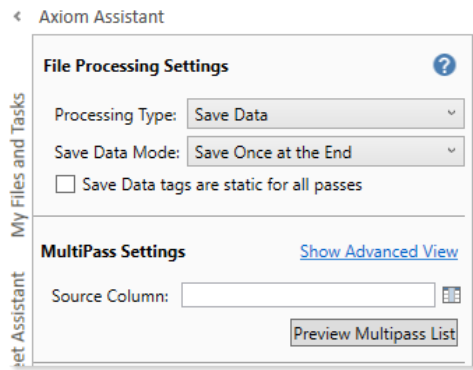 Axiom Assistant
My Files and Tasks
File Processing Settings
?
Processing Type: Save Data
Save Data Mode: Save Once at the End
Save Data tags are static for all passes
MultiPass Settings Show Advanced View
Source Column:
Preview Multipass List
eet Assistant